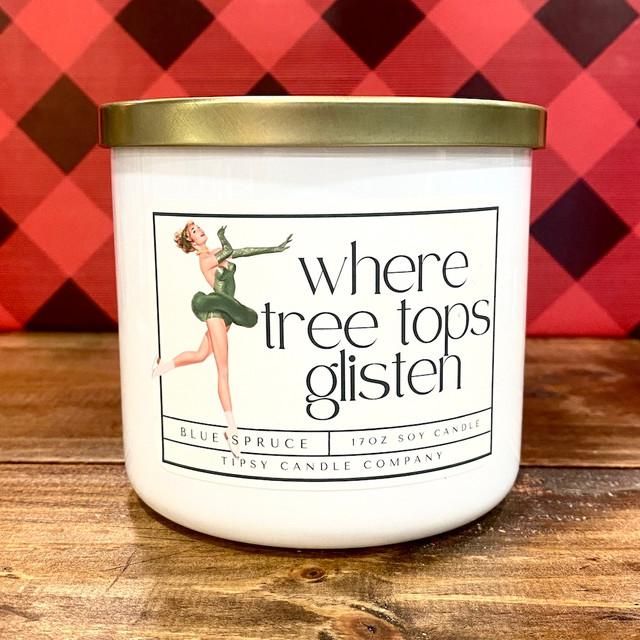 where
tree tops
glisten
BLUE SPRUCE
17OZ SOY CANDLE
TIPSY CANDLE COMPANY